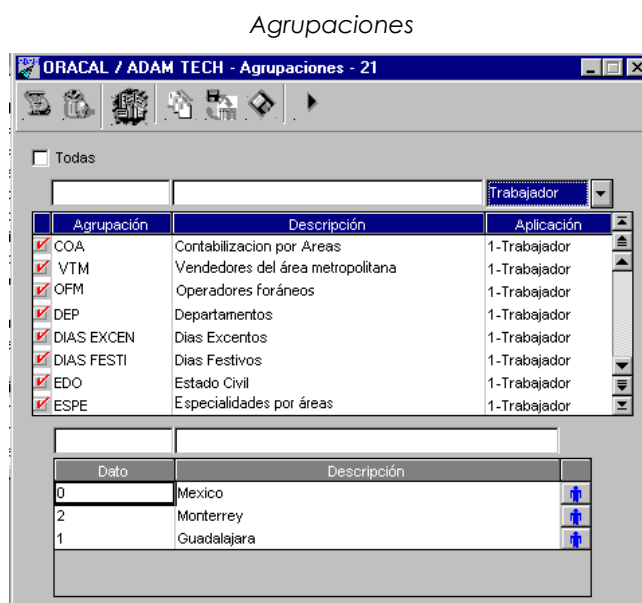 Agrupaciones
ORACAL / ADAM TECH - Agrupaciones - 21
Todas
Trabajador
Agrupación Descripción Aplicación
COA Contabilizacion por Areas 1-Trabajador
VTM Vendedores del área metropolitana 1-Trabajador
OFM Operadores foráneos 1-Trabajador
DEP Departamentos 1-Trabajador
DIAS EXCEN Dias Excentos 1-Trabajador
DIAS FESTI Dias Festivos 1-Trabajador
EDO Estado Civil 1-Trabajador
ESPE Especialidades por áreas 1-Trabajador
Dato Descripción
0 Mexico
2 Monterrey
1 Guadalajara